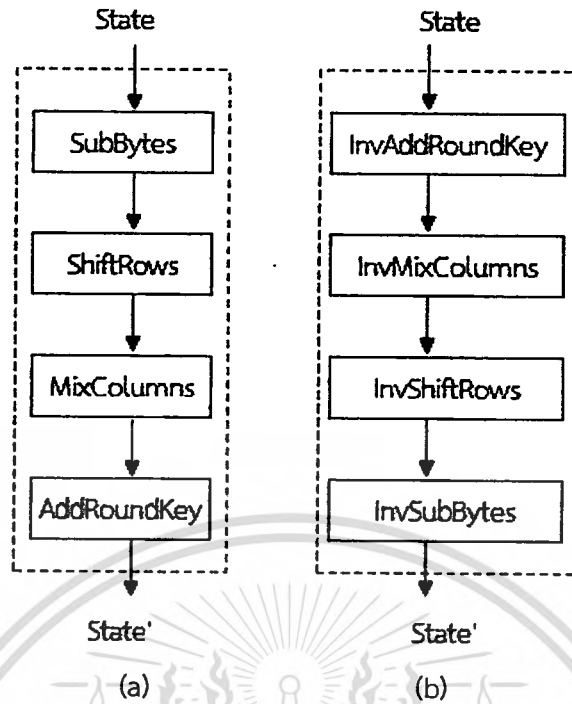 State
SubBytes
ShiftRows
MixColumns
AddRoundKey
State'
(a)
State
InvAddRoundKey
InvMixColumns
InvShiftRows
InvSubBytes
State'
(b)